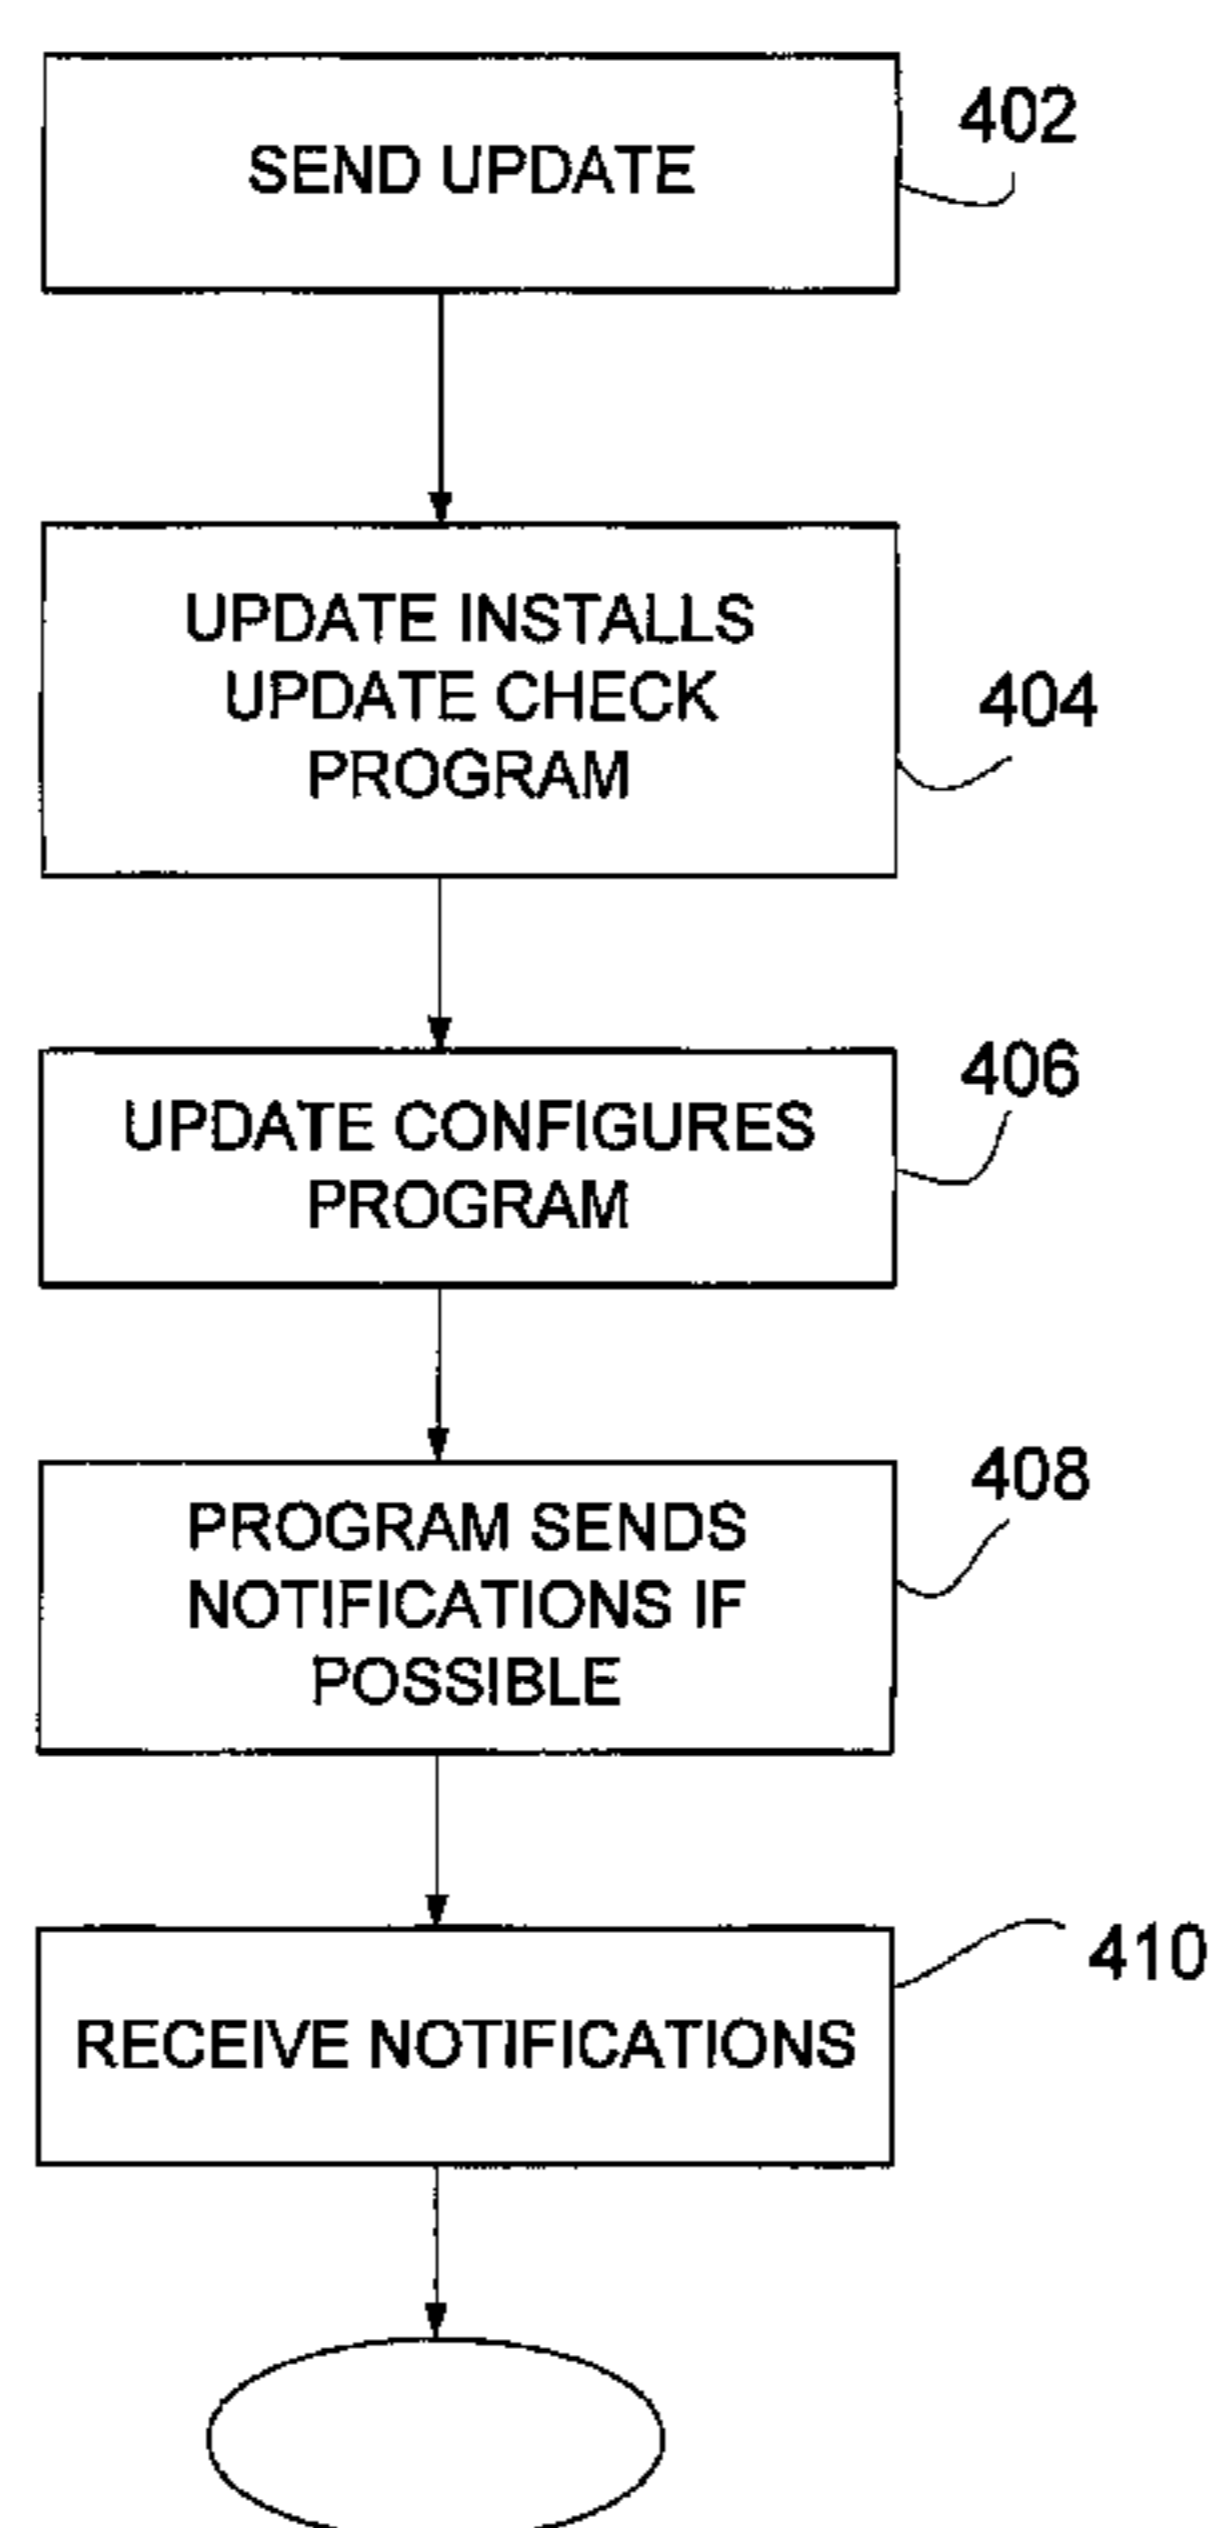 SEND UPDATE
402
UPDATE INSTALLS
UPDATE CHECK
PROGRAM
404
UPDATE CONFIGURES
PROGRAM
406
PROGRAM SENDS
NOTIFICATIONS IF
POSSIBLE
408
RECEIVE NOTIFICATIONS
410